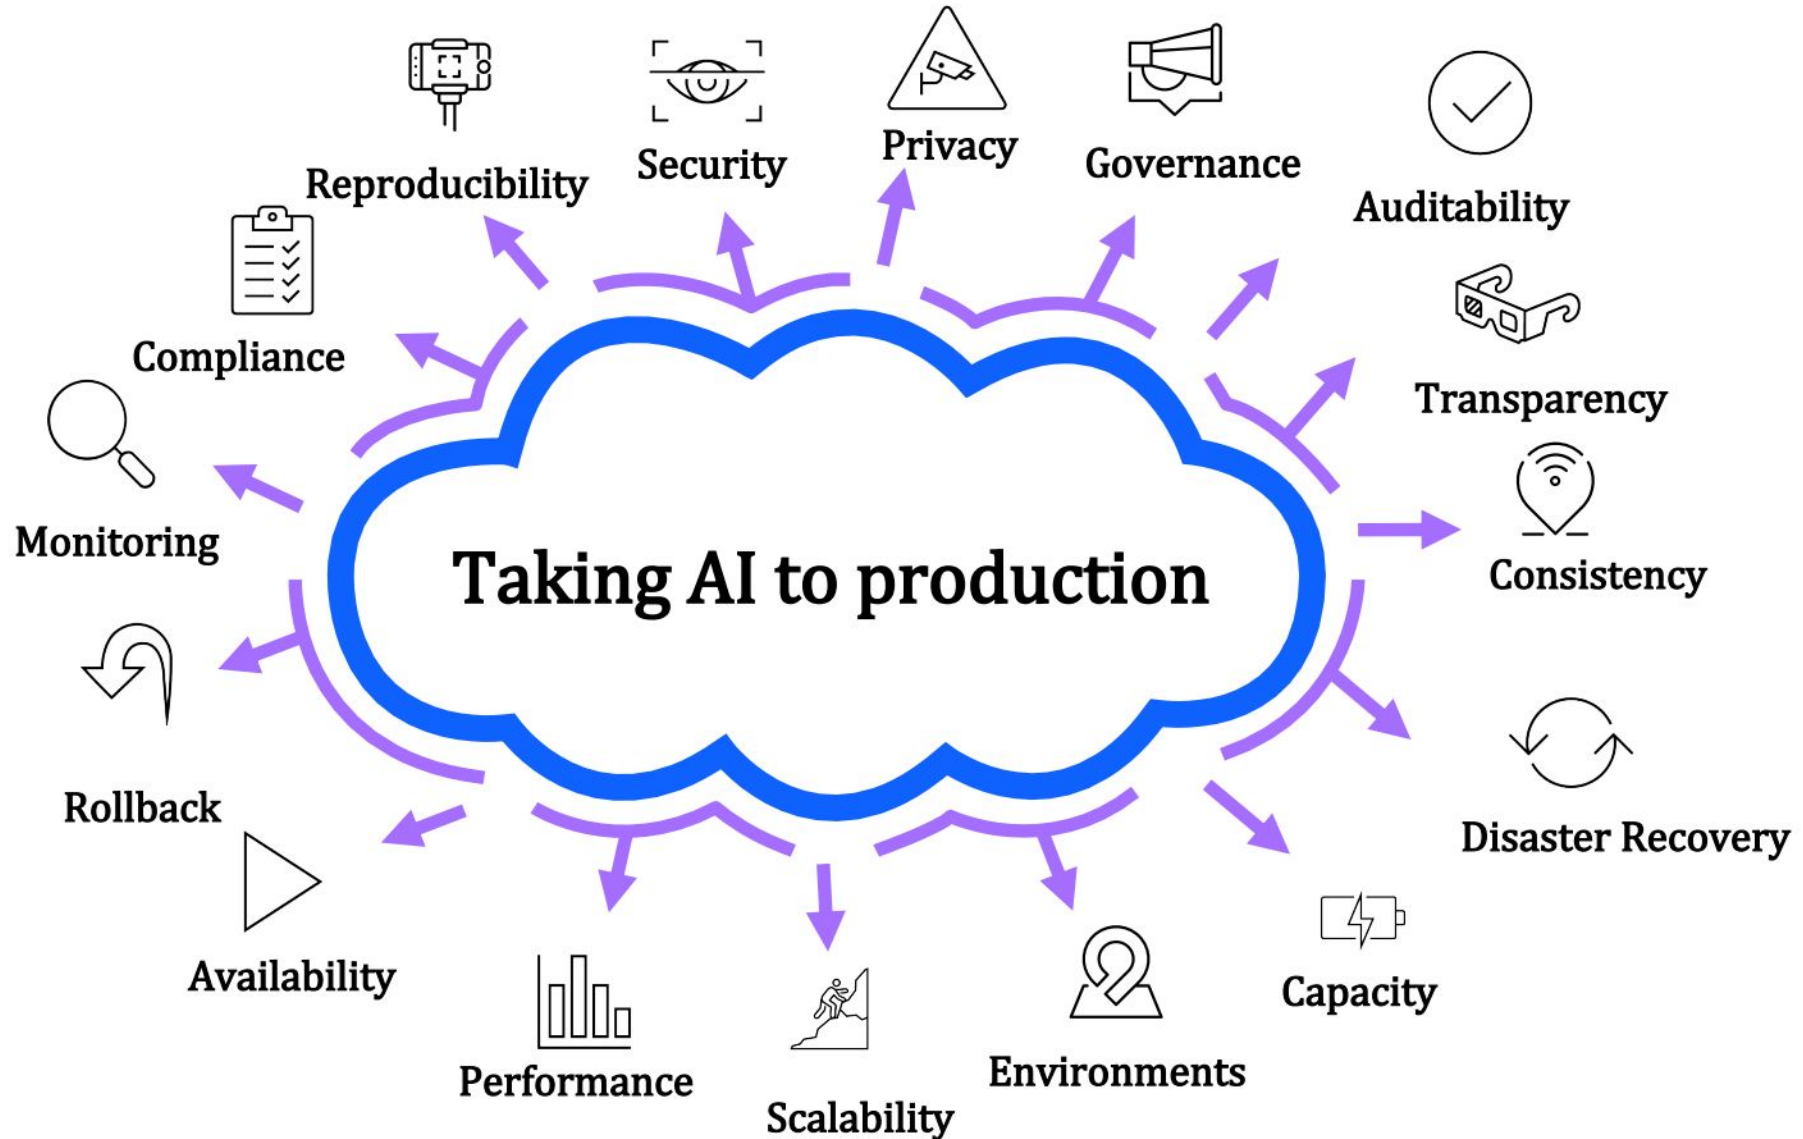 Privacy
Governance
Security
Reproducibility
Auditability
Compliance
Transparency
Monitoring
Consistency
Taking AI to production
Rollback
Disaster Recovery
Availability
Capacity
Performance
Environments
Scalability